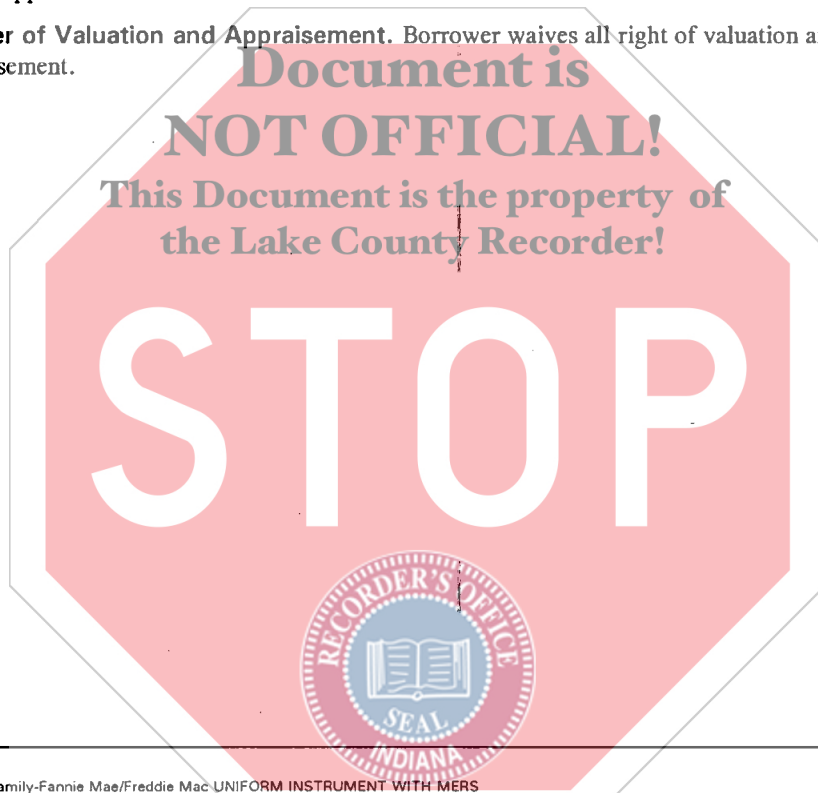 er of Valuation and Appraisement. Borrower waives all right of valuation a
sement.
Document is
NOT OFFICIAL!
This Document is the property of
the Lake County Recorder!
STOP
RECORDER'S OFFICE
SEAL
INDIANA
amily-Fannie Mae/Freddie Mac UNIFORM INSTRUMENT WITH MERS